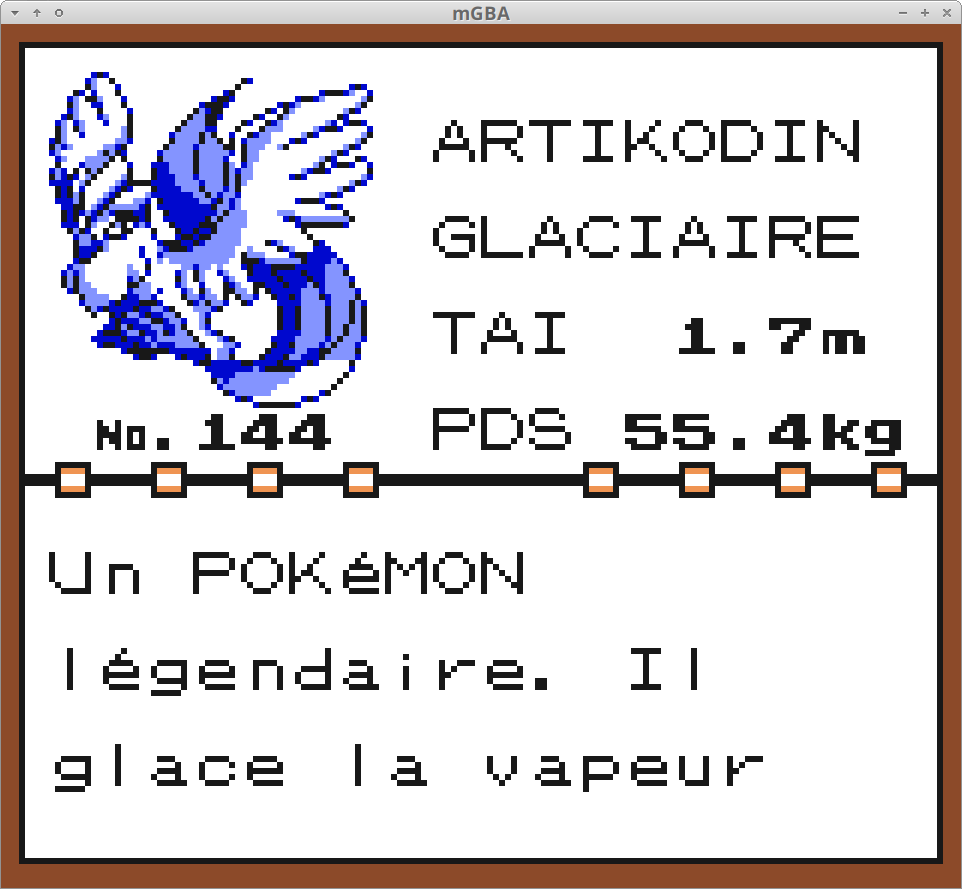 mGBA
ARTIKODIN
GLACIAIRE
TAI 1.7m
No.144 PDS 55.4kg
Un POKéMON
légendaire. Il
glace la vapeur